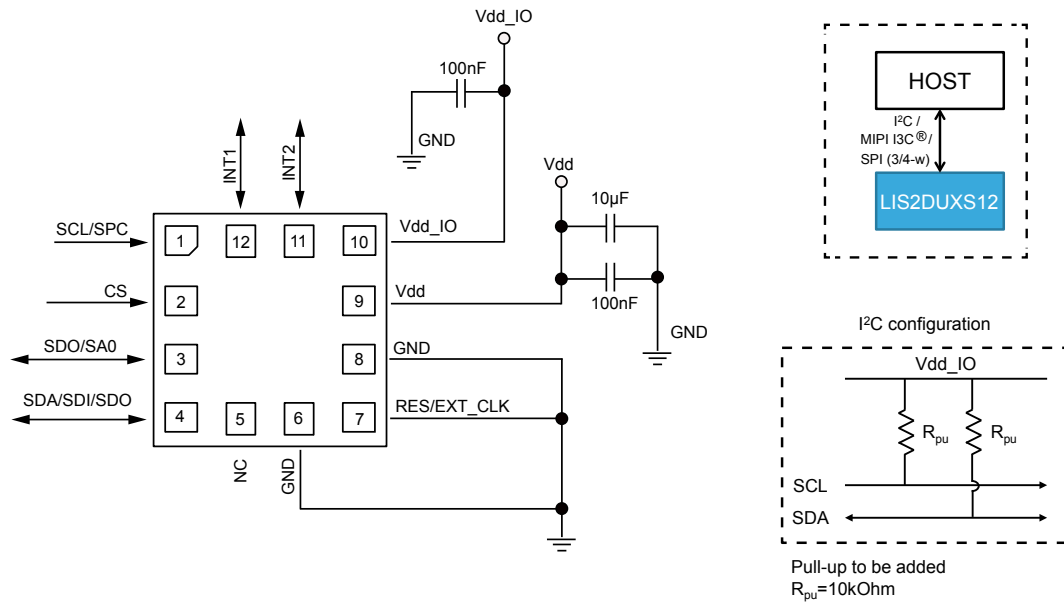 Vdd_IO
100nF
GND
INT1
INT2
Vdd
10µF
100nF
GND
SCL/SPC
1
12
11
10
Vdd_IO
CS
2
9
Vdd
SDO/SA0
3
8
GND
SDA/SDI/SDO
4
5
6
7
RES/EXT_CLK
NC
GND
HOST
I²C /
MIPI I3C®/
SPI (3/4-w)
LIS2DUXS12
I²C configuration
Vdd_IO
Rpu
Rpu
SCL
SDA
Pull-up to be added
Rpu=10kOhm